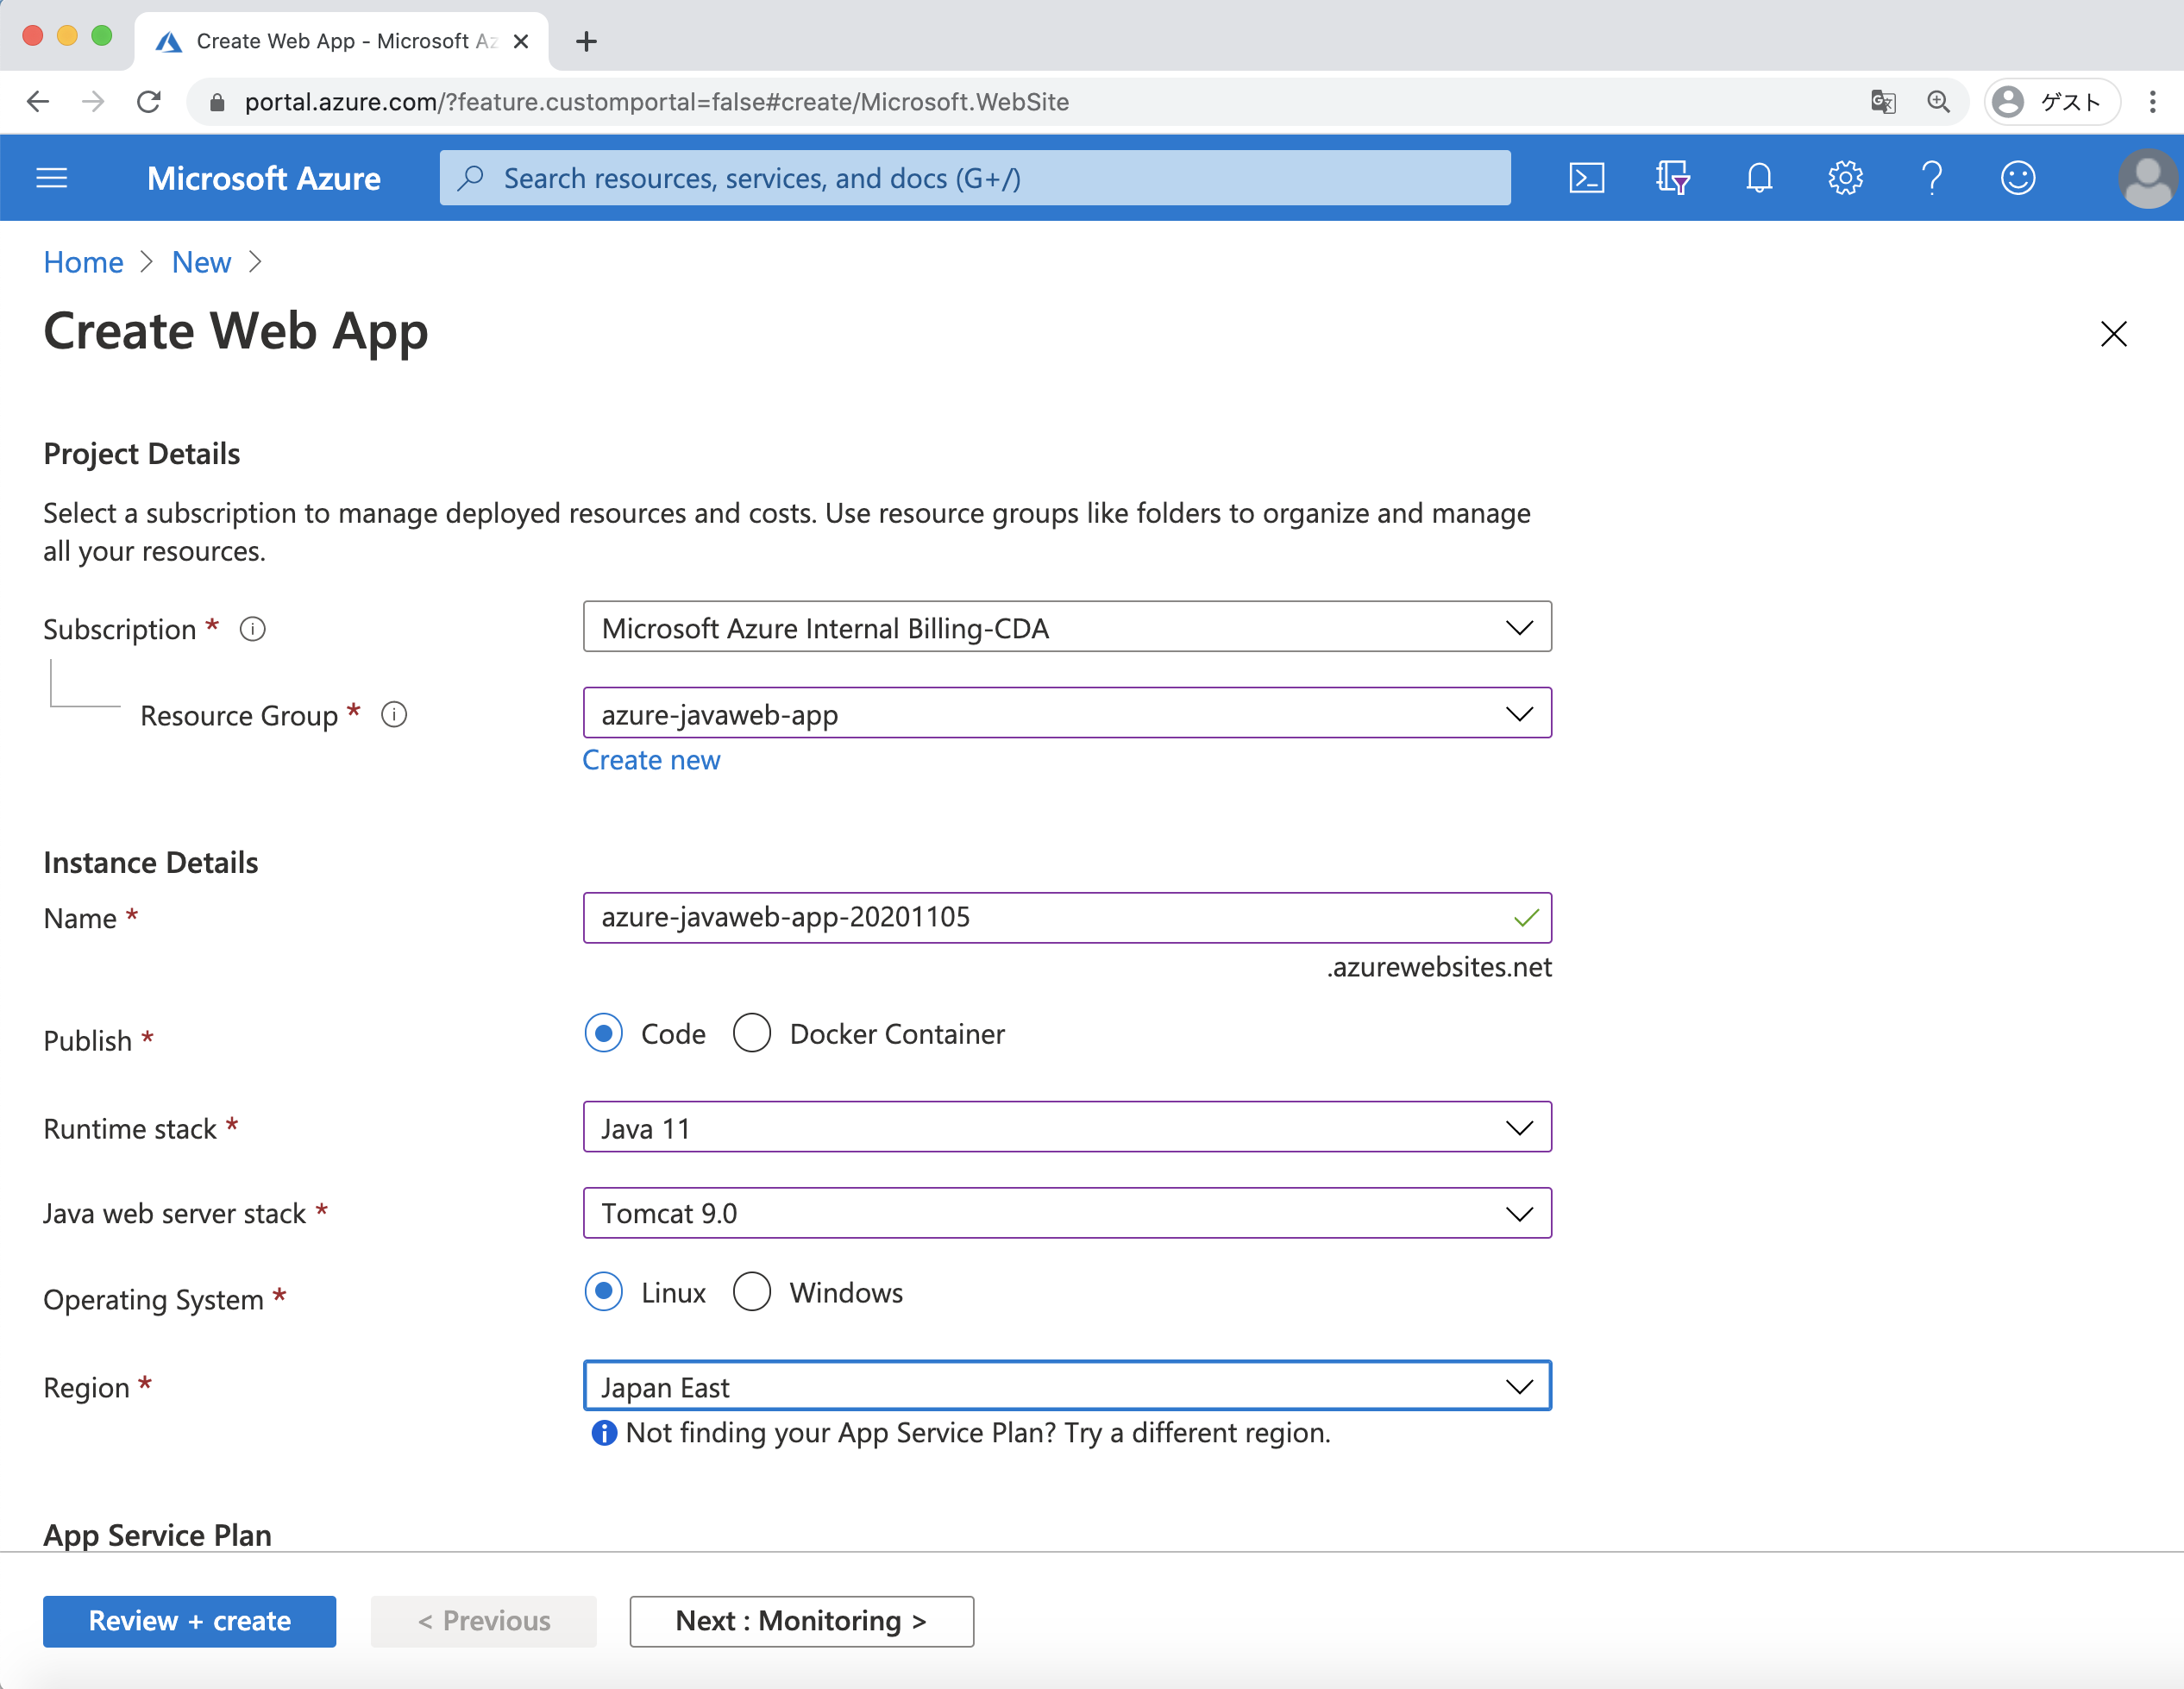 Create Web App - Microsoft Az
portal.azure.com/?feature.customportal=false#create/Microsoft.WebSite
ゲスト
Microsoft Azure
Search resources, services, and docs (G+/)
Home > New >
Create Web App
Project Details
Select a subscription to manage deployed resources and costs. Use resource groups like folders to organize and manage
all your resources.
Subscription *
Microsoft Azure Internal Billing-CDA
Resource Group *
azure-javaweb-app
Create new
Instance Details
Name *
azure-javaweb-app-20201105
.azurewebsites.net
Publish *
Code
Docker Container
Runtime stack *
Java 11
Java web server stack *
Tomcat 9.0
Operating System *
Linux
Windows
Region *
Japan East
Not finding your App Service Plan? Try a different region.
App Service Plan
Review + create
< Previous
Next : Monitoring >